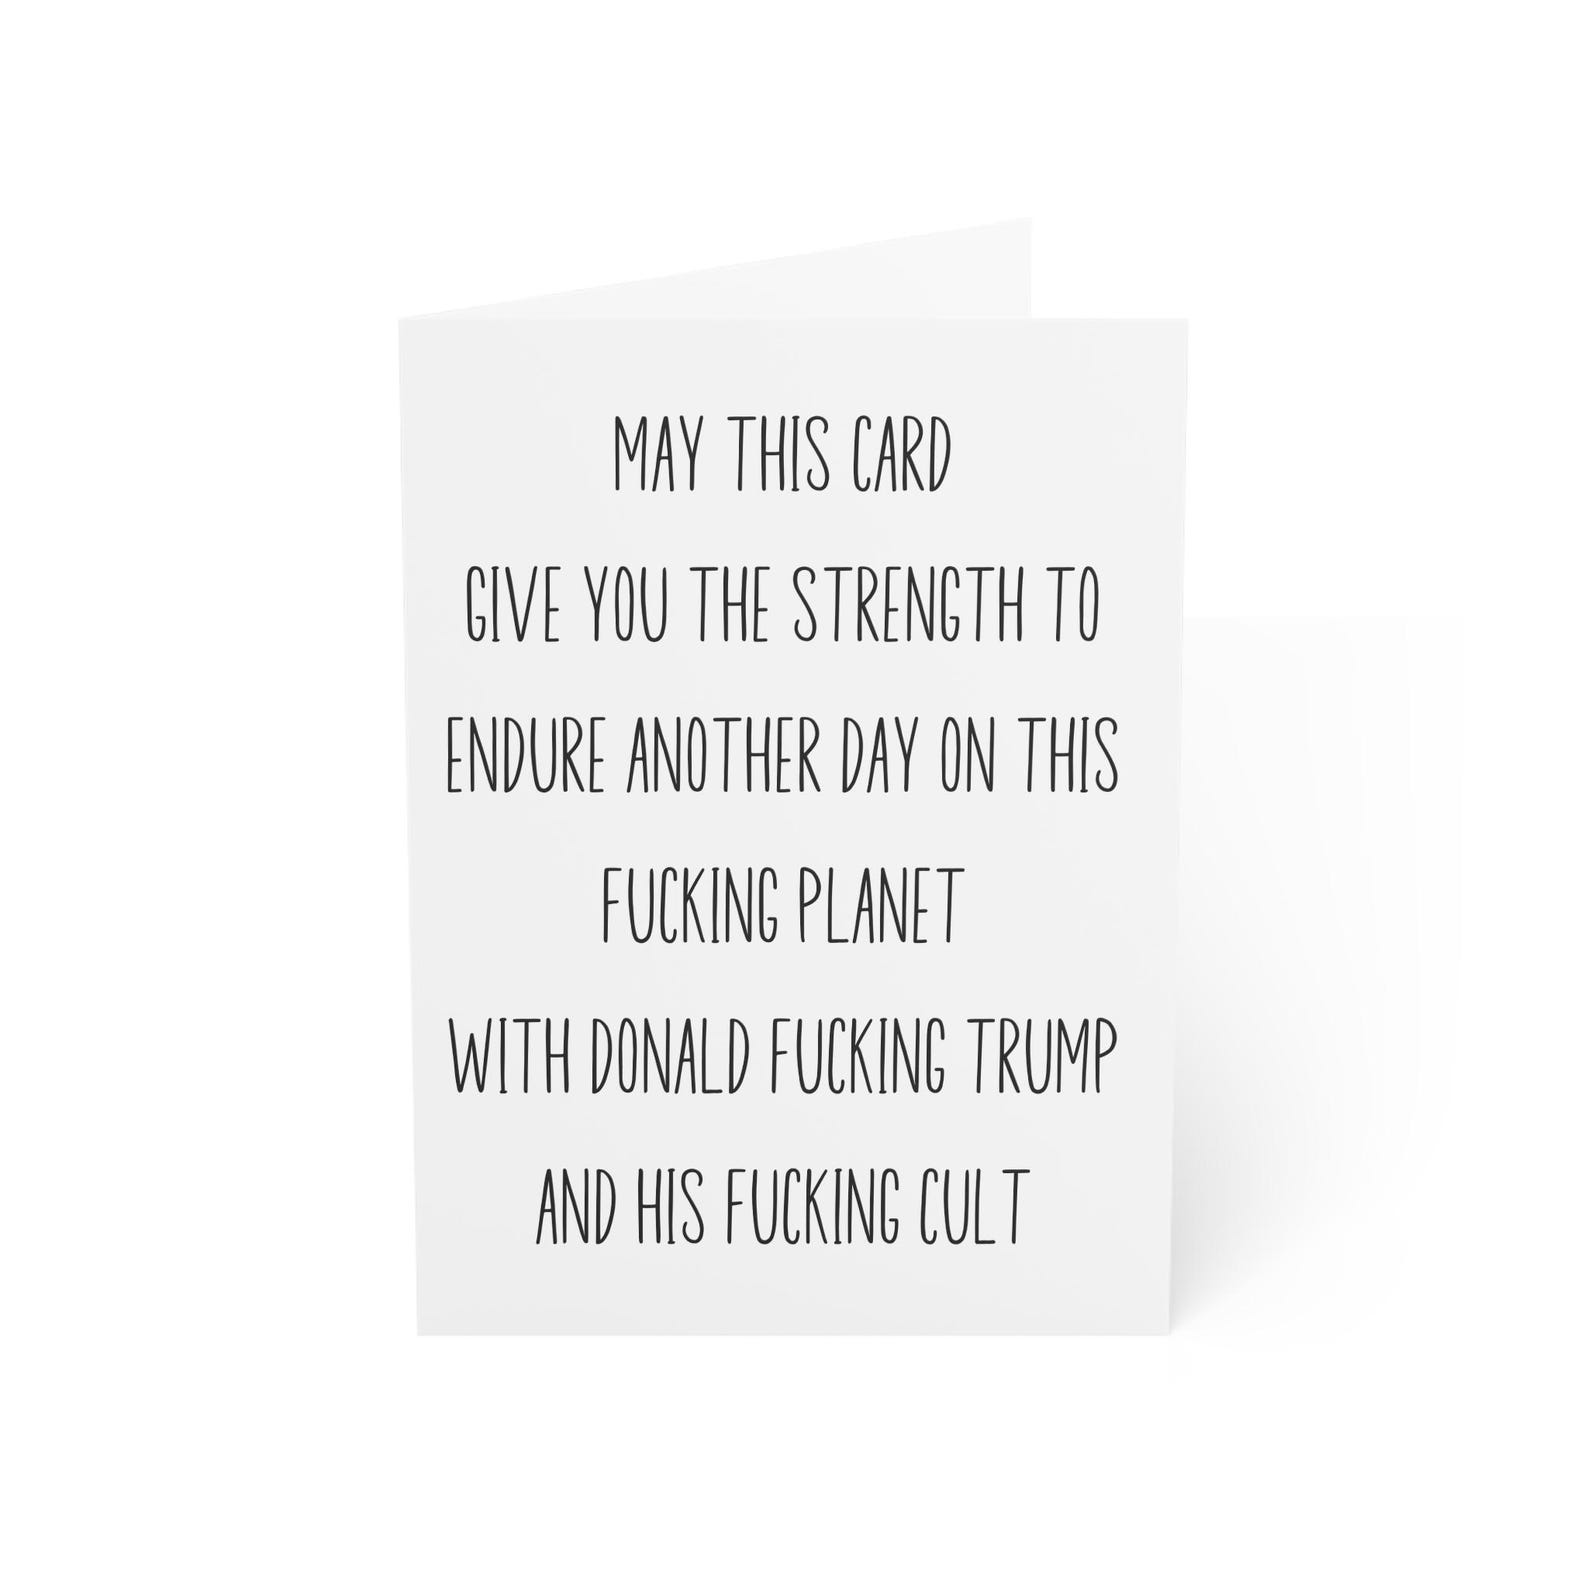 MAY THIS CARD
GIVE YOU THE STRENGTH TO
ENDURE ANOTHER DAY ON THIS
FUCKING PLANET
WITH DONALD FUCKING TRUMP
AND HIS FUCKING CULT